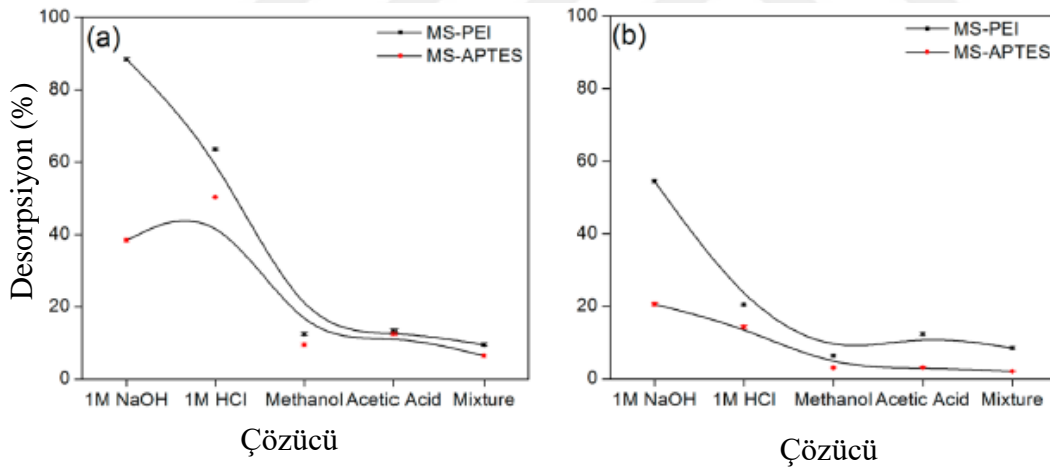 (a)
MS-PEI
MS-APTES
100
80
60
40
20
0
Desorpsiyon (%)
1M NaOH 1M HCl Methanol Acetic Acid Mixture
Çözücü
(b)
MS-PEI
MS-APTES
100
80
60
40
20
0
1M NaOH 1M HCl Methanol Acetic Acid Mixture
Çözücü